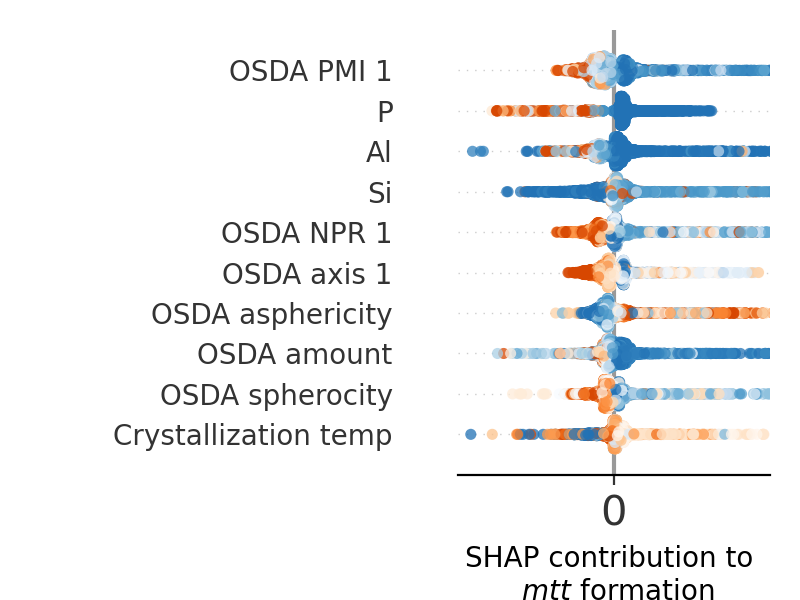 OSDA PMI 1
P
Al
Si
OSDA NPR 1
OSDA axis 1
OSDA asphericity
OSDA amount
OSDA spherocity
Crystallization temp
0
SHAP contribution to
mtt formation